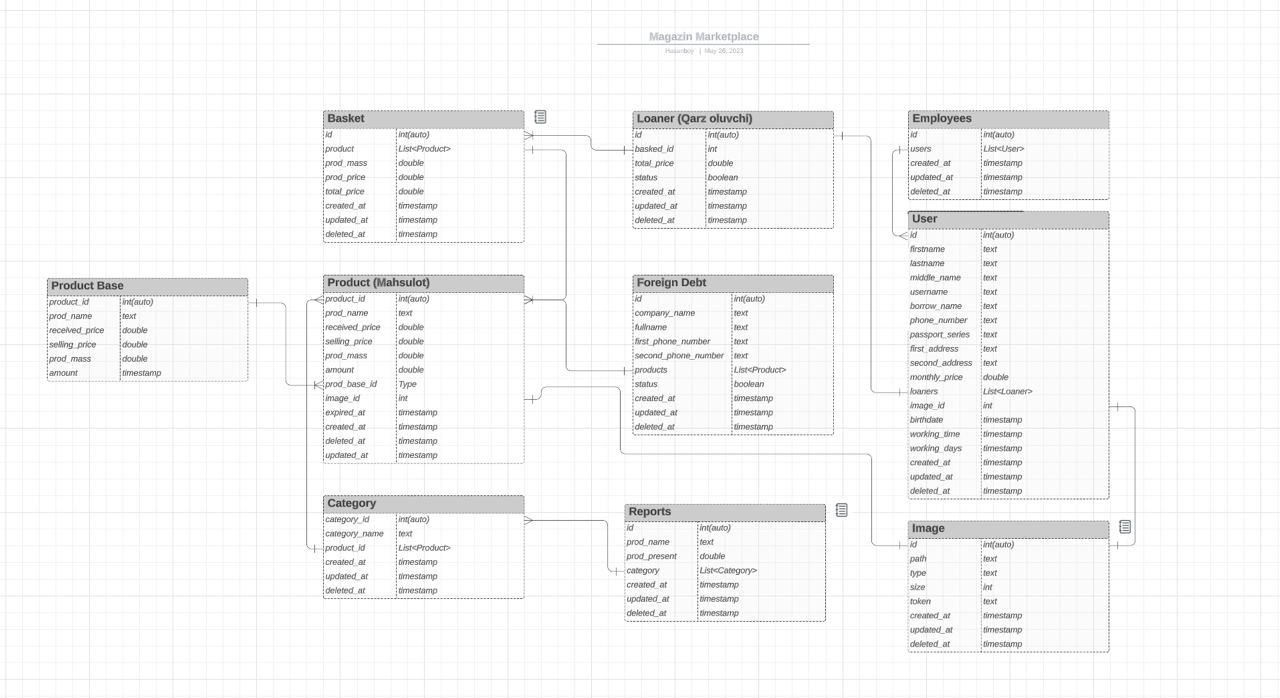 Magazin Marketplace
Hasanboy | May 26, 2023
Basket
id int(auto)
product List<Product>
prod_mass double
prod_price double
total_price double
created_at timestamp
updated_at timestamp
deleted_at timestamp
Loaner (Qarz oluvchi)
id int(auto)
basked_id int
total_price double
status boolean
created_at timestamp
updated_at timestamp
deleted_at timestamp
Employees
id int(auto)
users List<User>
created_at timestamp
updated_at timestamp
deleted_at timestamp
User
id int(auto)
firstname text
lastname text
middle_name text
username text
borrow_name text
phone_number text
passport_series text
first_address text
second_address text
monthly_price double
loaners List<Loaner>
image_id int
birthdate timestamp
working_time timestamp
working_days timestamp
created_at timestamp
updated_at timestamp
deleted_at timestamp
Product Base
product_id int(auto)
prod_name text
received_price double
selling_price double
prod_mass double
amount timestamp
Product (Mahsulot)
product_id int(auto)
prod_name text
received_price double
selling_price double
prod_mass double
amount double
prod_base_id Type
image_id int
expired_at timestamp
created_at timestamp
deleted_at timestamp
updated_at timestamp
Foreign Debt
id int(auto)
company_name text
fullname text
first_phone_number text
second_phone_number text
products List<Product>
status boolean
created_at timestamp
updated_at timestamp
deleted_at timestamp
Category
category_id int(auto)
category_name text
product_id List<Product>
created_at timestamp
updated_at timestamp
deleted_at timestamp
Reports
id int(auto)
prod_name text
prod_present double
category List<Category>
created_at timestamp
updated_at timestamp
deleted_at timestamp
Image
id int(auto)
path text
type text
size int
token text
created_at timestamp
updated_at timestamp
deleted_at timestamp